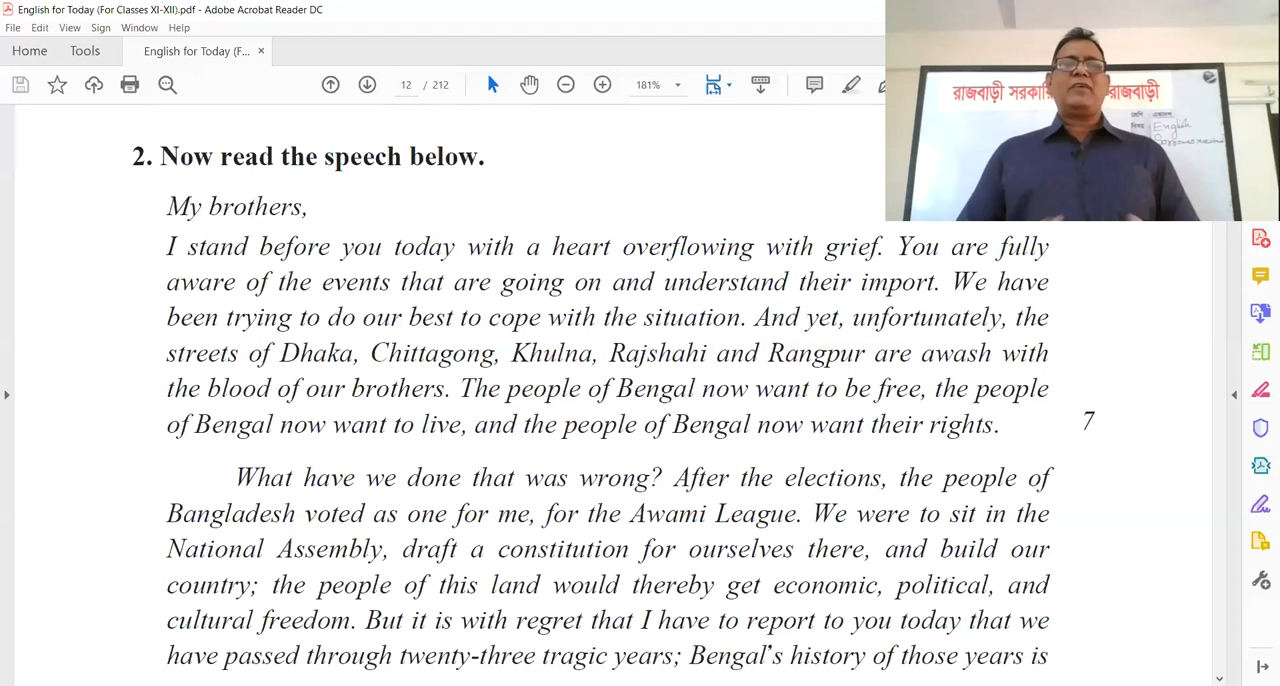 English for Today (For Classes XI-XII).pdf - Adobe Acrobat Reader DC
File Edit View Sign Window Help
Home Tools English for Today (F... ×
12 / 212 181%
রাজবাড়ী সরকারি রাজবাড়ী
English
2. Now read the speech below.
My brothers,
I stand before you today with a heart overflowing with grief. You are fully
aware of the events that are going on and understand their import. We have
been trying to do our best to cope with the situation. And yet, unfortunately, the
streets of Dhaka, Chittagong, Khulna, Rajshahi and Rangpur are awash with
the blood of our brothers. The people of Bengal now want to be free, the people
of Bengal now want to live, and the people of Bengal now want their rights.
7
What have we done that was wrong? After the elections, the people of
Bangladesh voted as one for me, for the Awami League. We were to sit in the
National Assembly, draft a constitution for ourselves there, and build our
country; the people of this land would thereby get economic, political, and
cultural freedom. But it is with regret that I have to report to you today that we
have passed through twenty-three tragic years; Bengal's history of those years is